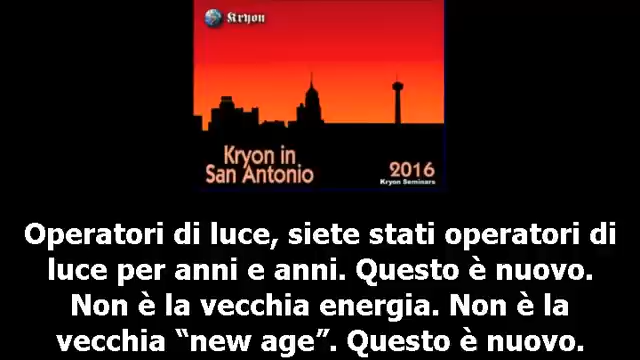 Kryon
Kryon in
San Antonio
2016
Kryon Seminars
Operatori di luce, siete stati operatori di
luce per anni e anni. Questo è nuovo.
Non è la vecchia energia. Non è la
vecchia “new age”. Questo è nuovo.